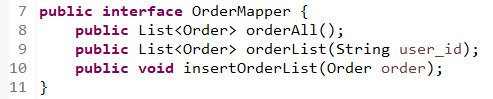 7 public interface OrderMapper {
8     public List<Order> orderAll();
9     public List<Order> orderList(String user_id);
10     public void insertOrderList(Order order);
11 }